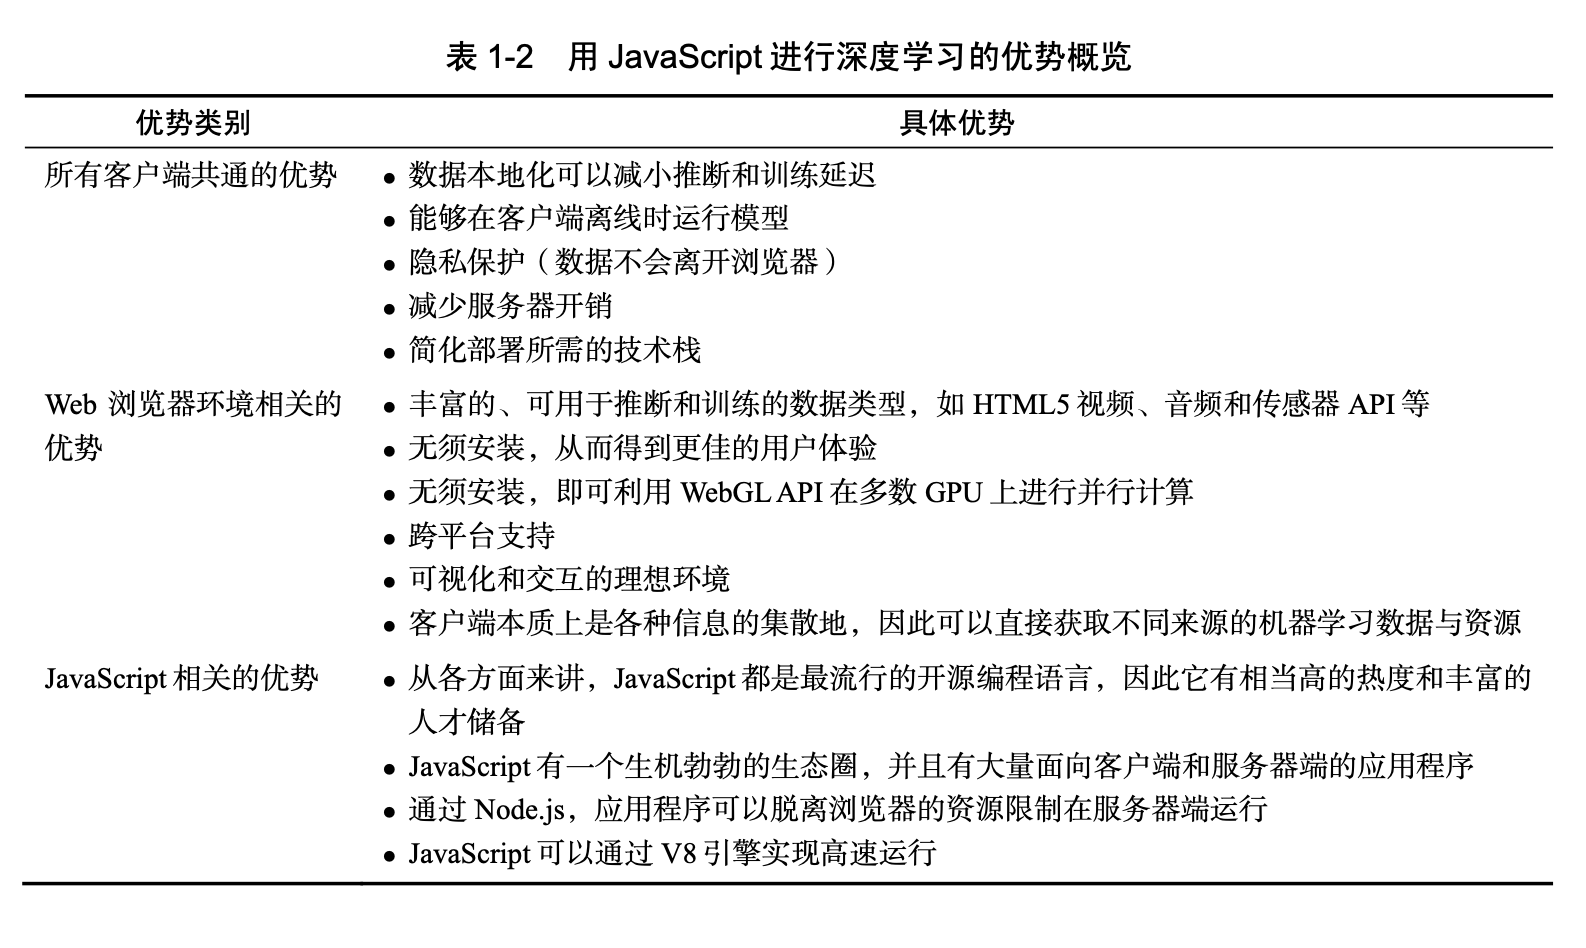 表 1-2 用 JavaScript 进行深度学习的优势概览
优势类别 具体优势
所有客户端共通的优势 ● 数据本地化可以减小推断和训练延迟
● 能够在客户端离线时运行模型
● 隐私保护（数据不会离开浏览器）
● 减少服务器开销
● 简化部署所需的技术栈
Web 浏览器环境相关的 ● 丰富的、可用于推断和训练的数据类型，如 HTML5 视频、音频和传感器 API 等
优势 ● 无须安装，从而得到更佳的用户体验
● 无须安装，即可利用 WebGL API 在多数 GPU 上进行并行计算
● 跨平台支持
● 可视化和交互的理想环境
● 客户端本质上是各种信息的集散地，因此可以直接获取不同来源的机器学习数据与资源
JavaScript 相关的优势 ● 从各方面来讲，JavaScript 都是最流行的开源编程语言，因此它有相当高的热度和丰富的
人才储备
● JavaScript 有一个生机勃勃的生态圈，并且有大量面向客户端和服务器端的应用程序
● 通过 Node.js，应用程序可以脱离浏览器的资源限制在服务器端运行
● JavaScript 可以通过 V8 引擎实现高速运行